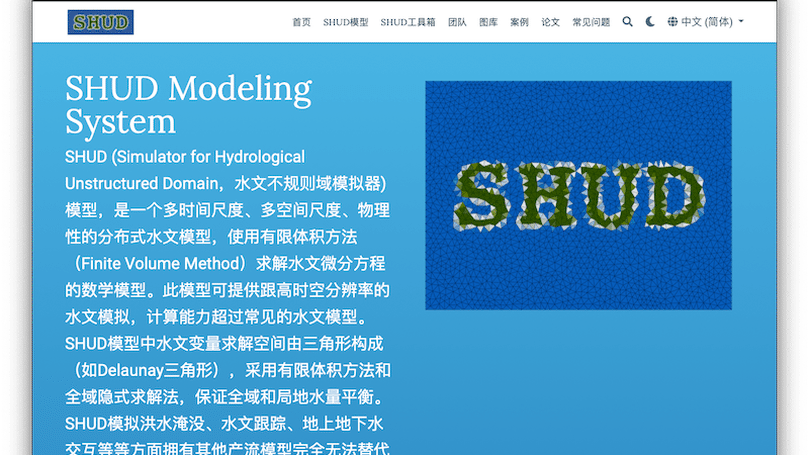 SHUD
首页 SHUD模型 SHUD工具箱 团队 图库 案例 论文 常见问题 中文 (简体)
SHUD Modeling
System
SHUD (Simulator for Hydrological
Unstructured Domain，水文不规则域模拟器)
模型，是一个多时间尺度、多空间尺度、物理
性的分布式水文模型，使用有限体积方法
（Finite Volume Method）求解水文微分方程
的数学模型。此模型可提供跟高时空分辨率的
水文模拟，计算能力超过常见的水文模型。
SHUD模型中水文变量求解空间由三角形构成
（如Delaunay三角形），采用有限体积方法和
全域隐式求解法，保证全域和局地水量平衡。
SHUD模拟洪水淹没、水文跟踪、地上地下水
交互等等方面拥有其他产流模型完全无法替代
SHUD